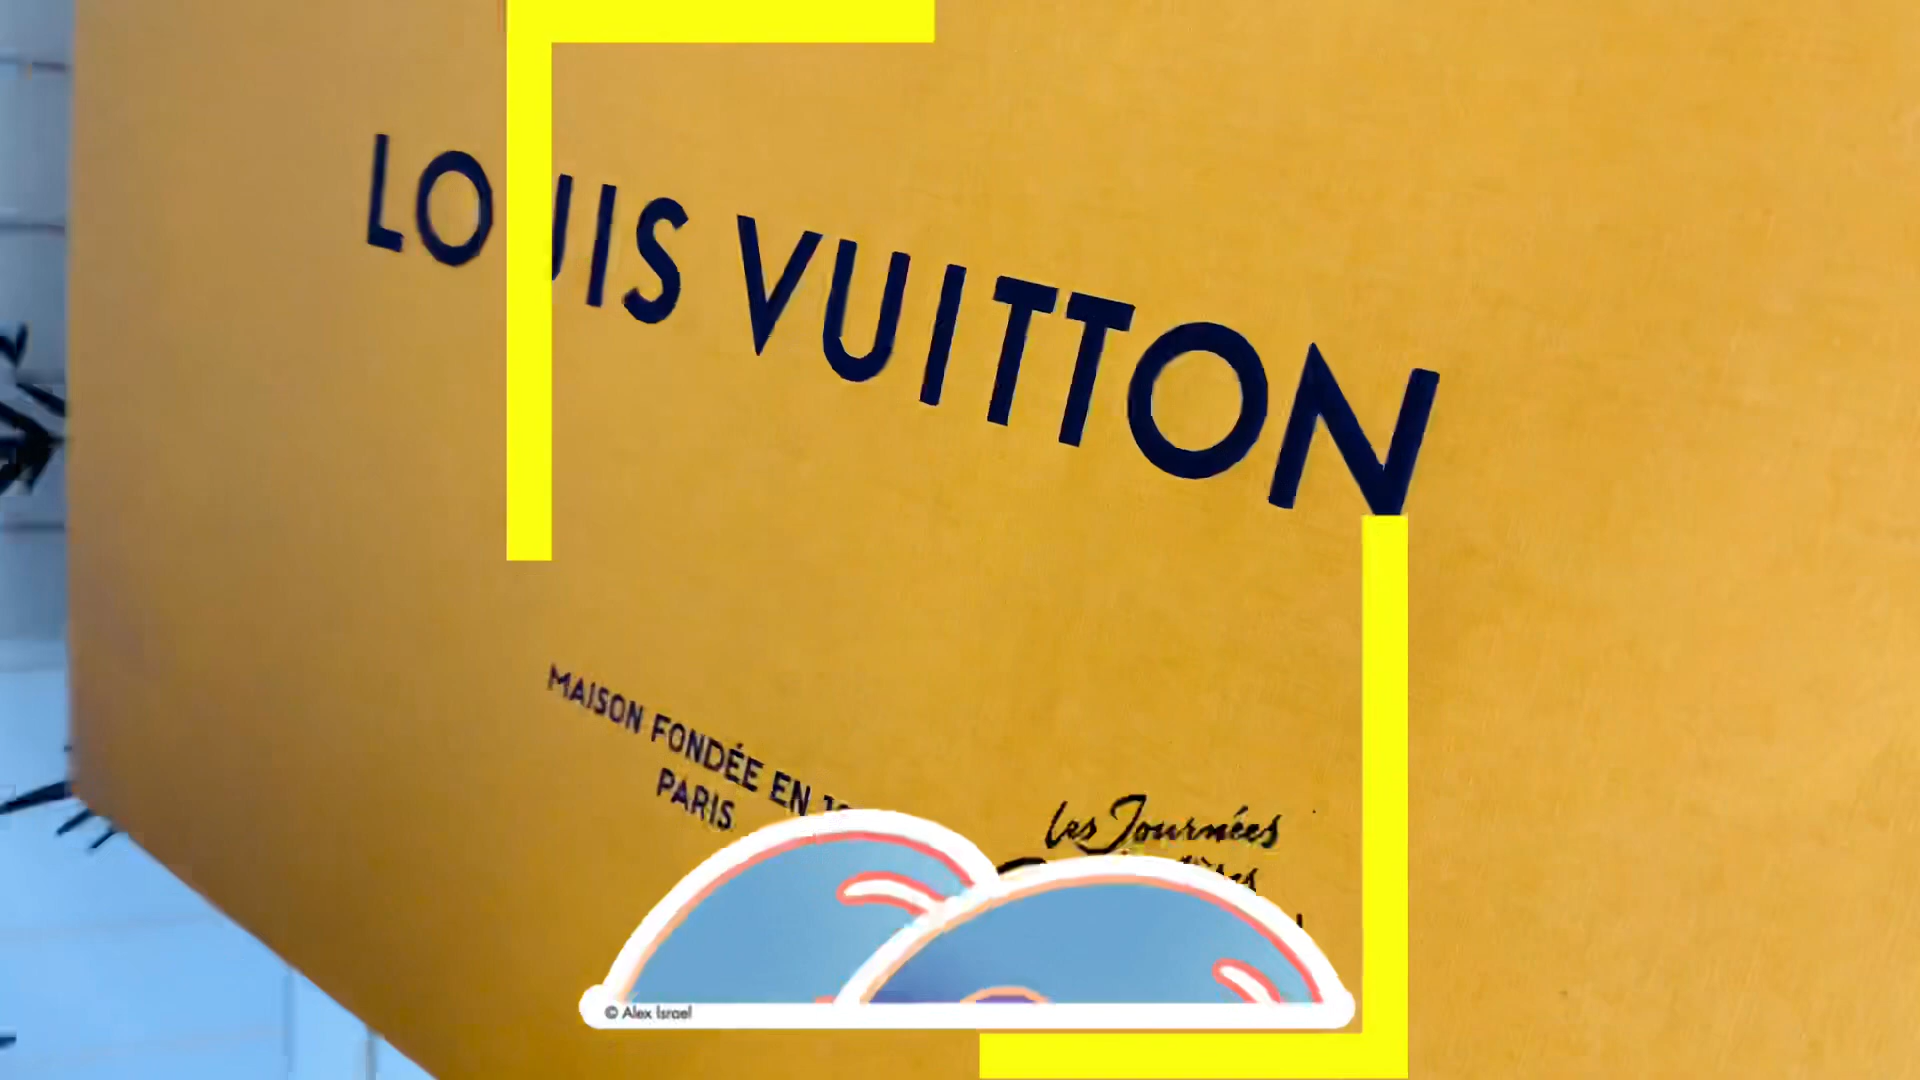 LOUIS VUITTON
MAISON FONDÉE EN
PARIS
Les Journées
© Alex Israel